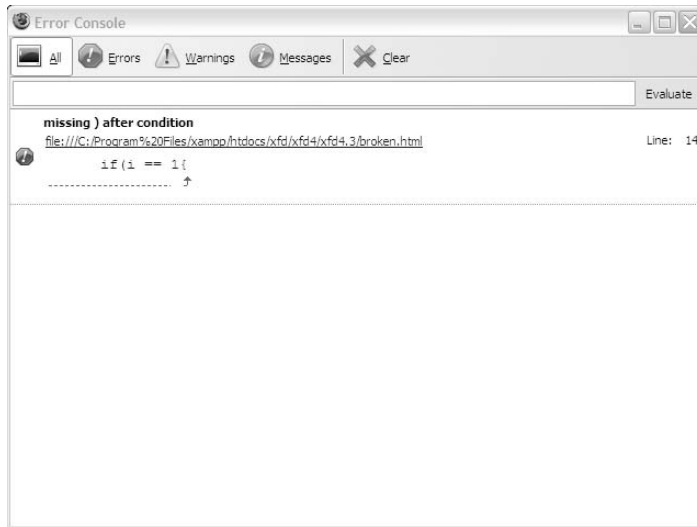 Error Console
All Errors Warnings Messages Clear
Evaluate
missing ) after condition
file:///C:/Program%20Files/xampp/htdocs/xfd/xfd4/xfd4.3/broken.html Line: 14
if(i == 1{